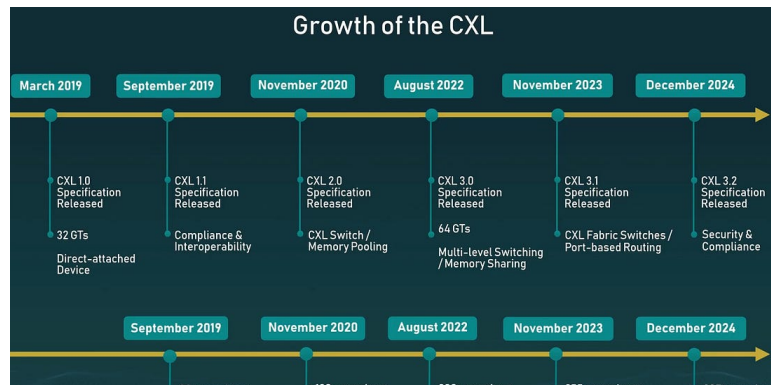 Growth of the CXL
March 2019
September 2019
November 2020
August 2022
November 2023
December 2024
CXL 1.0
Specification
Released
32 GTs
Direct-attached
Device
CXL 1.1
Specification
Released
Compliance &
Interoperability
CXL 2.0
Specification
Released
CXL Switch /
Memory Pooling
CXL 3.0
Specification
Released
64 GTs
Multi-level Switching
/ Memory Sharing
CXL 3.1
Specification
Released
CXL Fabric Switches /
Port-based Routing
CXL 3.2
Specification
Released
Security &
Compliance
September 2019
November 2020
August 2022
November 2023
December 2024